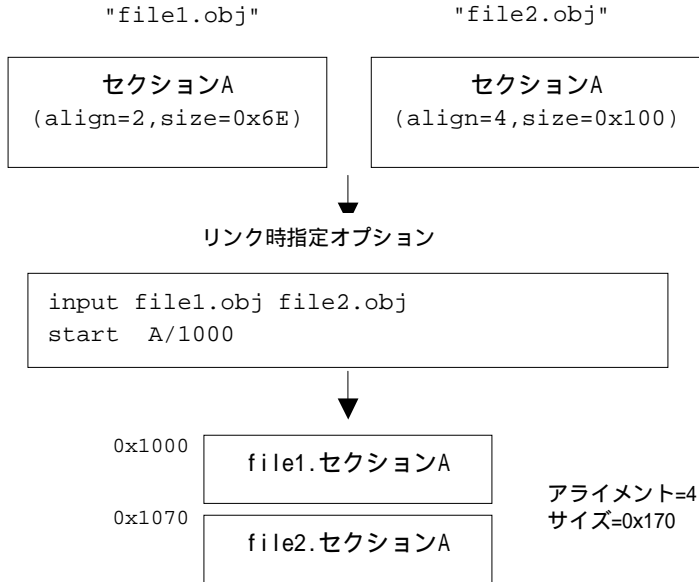 "file1.obj"
"file2.obj"
セクションA
(align=2,size=0x6E)
セクションA
(align=4,size=0x100)
リンク時指定オプション
input file1.obj file2.obj
start  A/1000
0x1000
file1.セクションA
0x1070
file2.セクションA
アライメント=4
サイズ=0x170